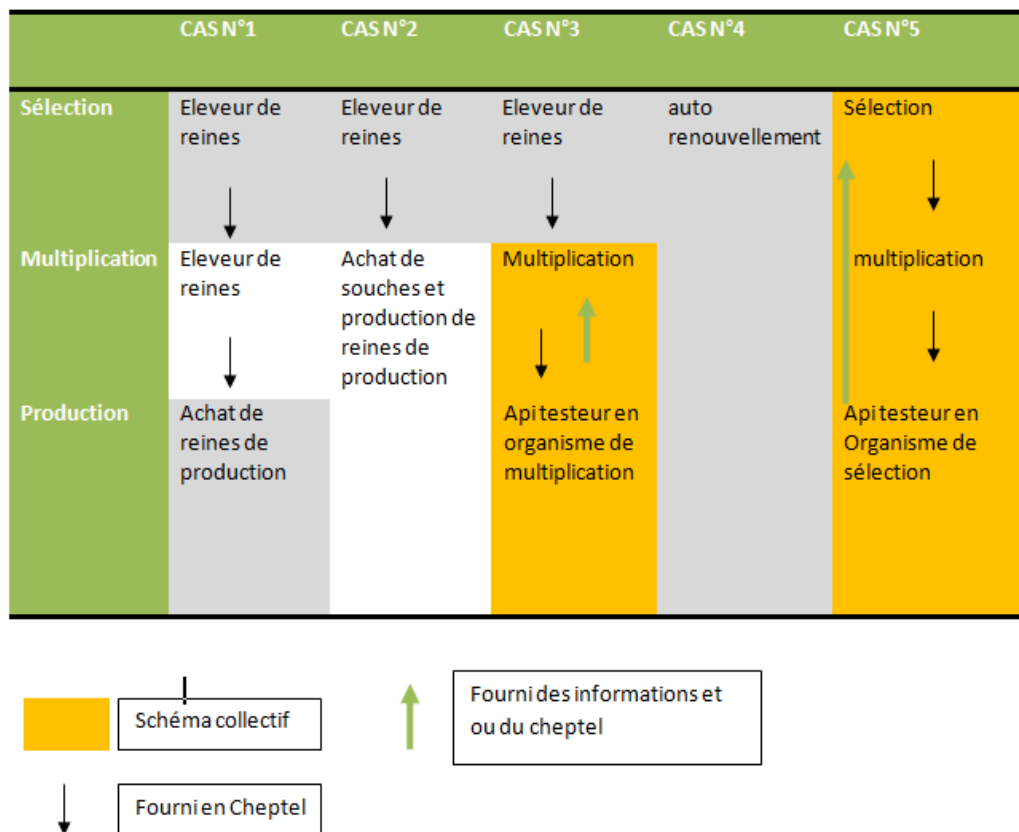 CAS N°1 CAS N°2 CAS N°3 CAS N°4 CAS N°5
Sélection Eleveur de Eleveur de Eleveur de auto Sélection
reines reines reines renouvellement
Multiplication Eleveur de Achat de Multiplication multiplication
reines souches et
production de
reines de
production
Production Achat de Api testeur en Api testeur en
reines de organisme de Organisme de
production multiplication sélection
Schéma collectif
Fourni des informations et
ou du cheptel
Fourni en Cheptel